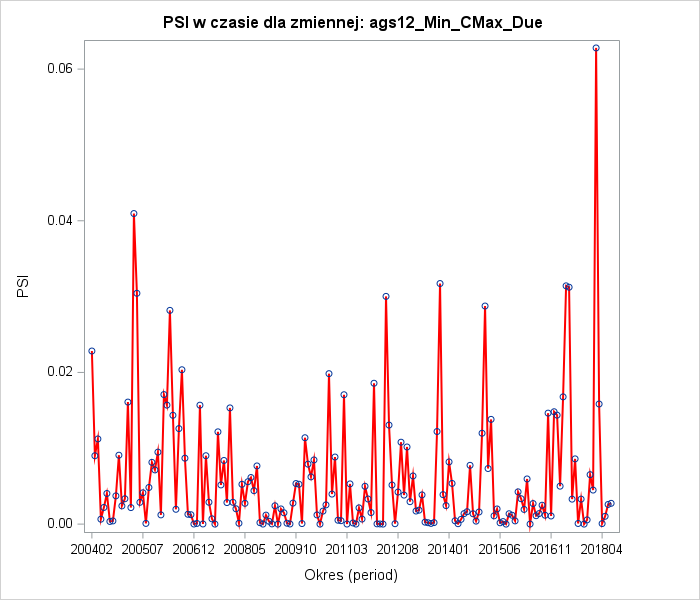 PSI w czasie dla zmiennej: ags12_Min_CMax_Due
0.06
0.04
0.02
0.00
PSI
200402 200507 200612 200805 200910 201103 201208 201401 201506 201611 201804
Okres (period)